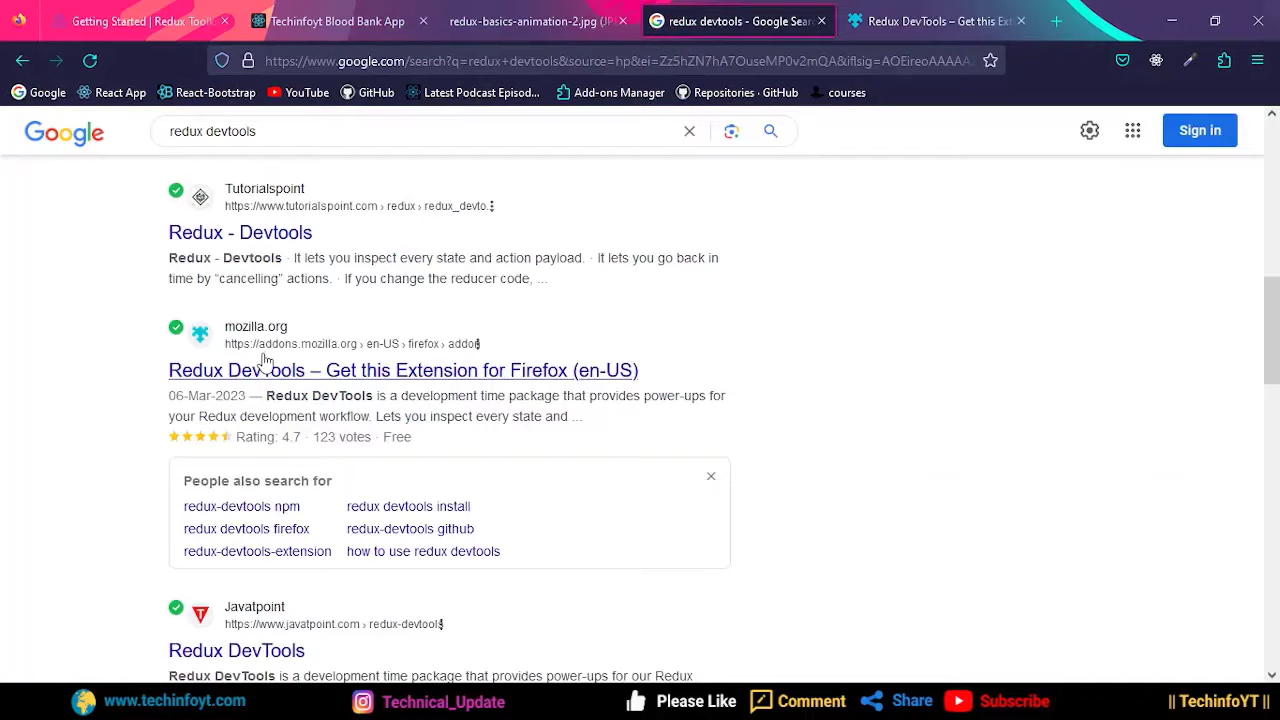 Getting Started | Redux Toolk
Techinfoyt Blood Bank App
redux-basics-animation-2.jpg (JP
redux devtools - Google Sear
Redux DevTools – Get this Ext
https://www.google.com/search?q=redux+devtools&source=hp&ei=Zz5hZN7hA7OuseMP0v2mQA&iflsig=AOEireoAAAAA
Google
React App
React-Bootstrap
YouTube
GitHub
Latest Podcast Episod...
Add-ons Manager
Repositories · GitHub
courses
Google
redux devtools
Sign in
Tutorialspoint
https://www.tutorialspoint.com › redux › redux_devto.
Redux - Devtools
Redux - Devtools · It lets you inspect every state and action payload. · It lets you go back in
time by “cancelling” actions. · If you change the reducer code, ...
mozilla.org
https://addons.mozilla.org › en-US › firefox › addon
Redux DevTools – Get this Extension for Firefox (en-US)
06-Mar-2023 — Redux DevTools is a development time package that provides power-ups for
your Redux development workflow. Lets you inspect every state and ...
Rating: 4.7 · 123 votes · Free
People also search for
redux-devtools npm
redux devtools install
redux devtools firefox
redux-devtools github
redux-devtools-extension
how to use redux devtools
Javatpoint
https://www.javatpoint.com › redux-devtools
Redux DevTools
Redux DevTools is a development time package that provides power-ups for our Redux
www.techinfoyt.com
Technical_Update
Please Like
Comment
Share
Subscribe
|| TechinfoYT ||